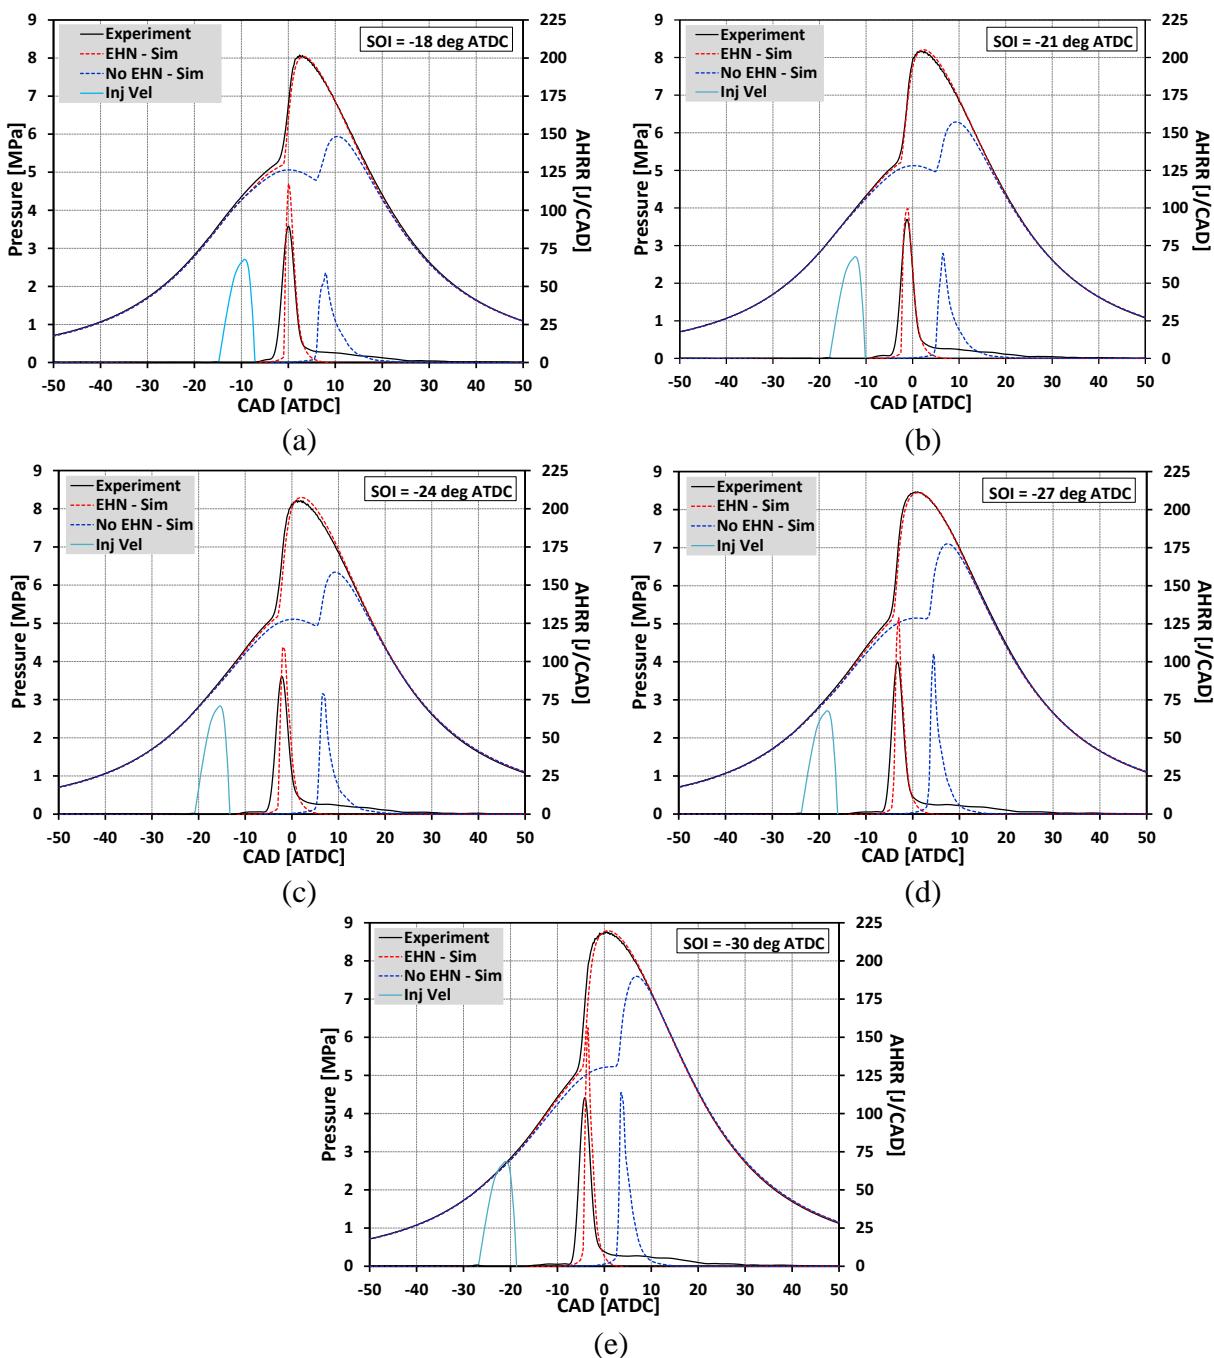 9 225
Experiment SOI = -18 deg ATDC
8 EHN - Sim 200
No EHN - Sim
7 Inj Vel 175
6 150
5 125
4 100
3 75
2 50
1 25
0 0
-50 -40 -30 -20 -10 0 10 20 30 40 50
CAD [ATDC]
Pressure [MPa]
AHRR [J/CAD]
(a)
9 225
Experiment SOI = -21 deg ATDC
8 EHN - Sim 200
No EHN - Sim
7 Inj Vel 175
6 150
5 125
4 100
3 75
2 50
1 25
0 0
-50 -40 -30 -20 -10 0 10 20 30 40 50
CAD [ATDC]
Pressure [MPa]
AHRR [J/CAD]
(b)
9 225
Experiment SOI = -24 deg ATDC
8 EHN - Sim 200
No EHN - Sim
7 Inj Vel 175
6 150
5 125
4 100
3 75
2 50
1 25
0 0
-50 -40 -30 -20 -10 0 10 20 30 40 50
CAD [ATDC]
Pressure [MPa]
AHRR [J/CAD]
(c)
9 225
Experiment SOI = -27 deg ATDC
8 EHN - Sim 200
No EHN - Sim
7 Inj Vel 175
6 150
5 125
4 100
3 75
2 50
1 25
0 0
-50 -40 -30 -20 -10 0 10 20 30 40 50
CAD [ATDC]
Pressure [MPa]
AHRR [J/CAD]
(d)
9 225
Experiment SOI = -30 deg ATDC
8 EHN - Sim 200
No EHN - Sim
7 Inj Vel 175
6 150
5 125
4 100
3 75
2 50
1 25
0 0
-50 -40 -30 -20 -10 0 10 20 30 40 50
CAD [ATDC]
Pressure [MPa]
AHRR [J/CAD]
(e)